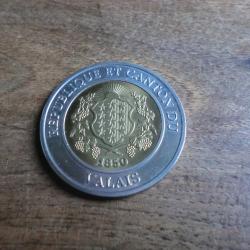 REPUBLIQUE ET CANTON DU
1850
CALAIS